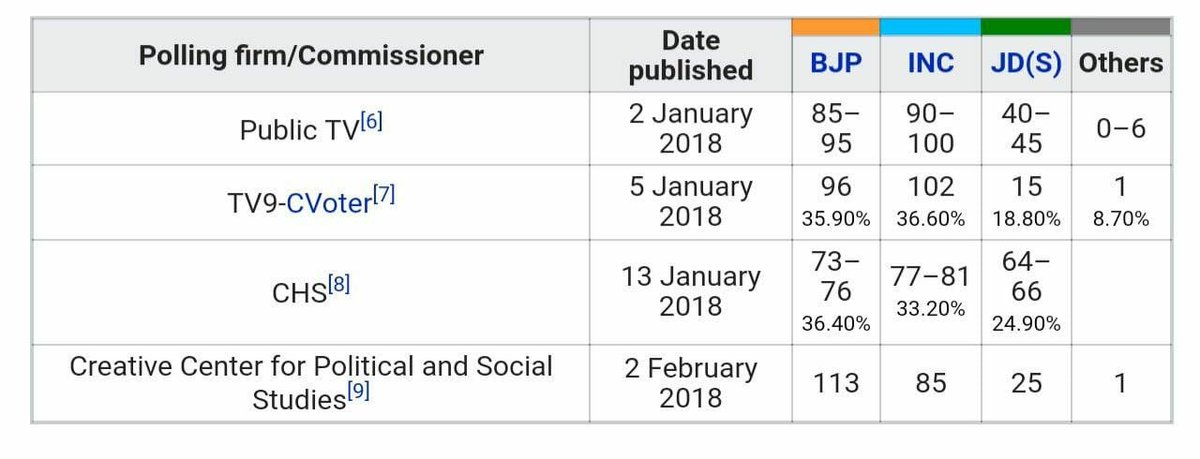 Polling firm/Commissioner
Date
published
BJP
INC
JD(S)
Others
Public TV[6]
2 January
2018
85–
95
90–
100
40–
45
0–6
TV9-CVoter[7]
5 January
2018
96
35.90%
102
36.60%
15
18.80%
1
8.70%
CHS[8]
13 January
2018
73–
76
36.40%
77–81
33.20%
64–
66
24.90%
Creative Center for Political and Social
Studies[9]
2 February
2018
113
85
25
1